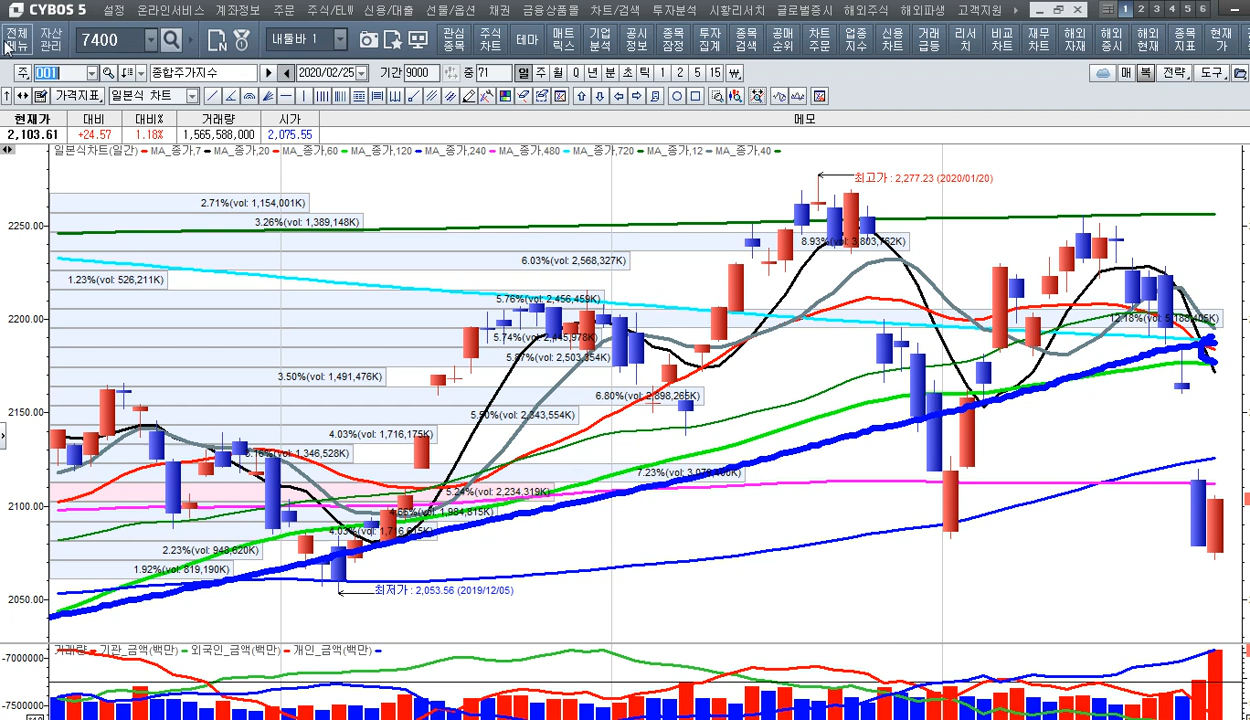 CYBOS 5 설정 온라인서비스 계좌정보 주문 주식/ELW 신용/대출 선물/옵션 채권 금융상품몰 차트/검색 투자분석 시황리서치 글로벌증시 해외주식 해외파생 고객지원 1 2 3 4 5 6
전체 메뉴 자산 관리 7400 내툴바 1 관심 종목 주식 차트 테마 매트 릭스 기업 분석 공시 정보 종목 잠정 투자 집계 종목 검색 공매 순위 차트 주문 업종 지수 신용 차트 거래 급등 리서 치 비교 차트 재무 차트 해외 자재 해외 증시 해외 현재 종목 지표 현재 가
주, 001 종합주가지수 2020/02/25 기간 9000 중 71 일 주 월 Q 년 분 초 틱 1 2 5 15 매 복 전략, 도구,
가격지표, 일본식 차트
현재가 대비 대비% 거래량 시가 메모
2,103.61 +24.57 1.18% 1,565,588,000 2,075.55
일본식차트(일간) MA_종가,7 MA_종가,20 MA_종가,60 MA_종가,120 MA_종가,240 MA_종가,480 MA_종가,720 MA_종가,12 MA_종가,40
최고가 : 2,277.23 (2020/01/20)
2.71%(vol: 1,154,001K)
3.26%(vol: 1,389,148K)
2250.00
8.93%(vol: 3,803,762K)
6.03%(vol: 2,568,327K)
1.23%(vol: 526,211K)
5.76%(vol: 2,456,459K)
2200.00
12.18%(vol: 5,188,405K)
5.74%(vol: 2,445,978K)
5.87%(vol: 2,503,354K)
3.50%(vol: 1,491,476K)
6.80%(vol: 2,898,265K)
2150.00
5.50%(vol: 2,343,554K)
4.03%(vol: 1,716,175K)
3.16%(vol: 1,346,528K)
7.23%(vol:
5.24%(vol: 2,234,319K)
2100.00
4.66%(vol: 1,984,815K)
4.03%(vol: 1,716,615K)
2.23%(vol: 948,620K)
1.92%(vol: 819,190K)
최저가 : 2,053.56 (2019/12/05)
2050.00
거래량 기관_금액(백만) 외국인_금액(백만) 개인_금액(백만)
-7000000
-7500000